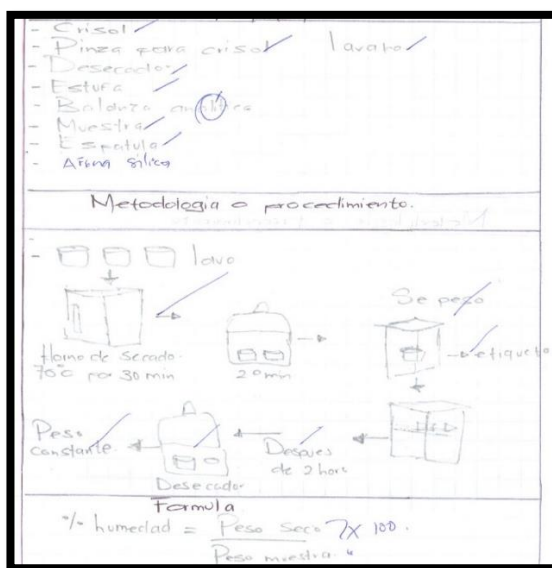 - Crisol
- Pinza para crisol lavaro
- Desecador
- Estufa
- Balanza analitica
- Muestra
- Espatula
- Arena silica
Metodologia o procedimiento.
- lavo
Horno de Secado.
70°c por 30 min
20 min
Se peso
etiqueto
Despues
de 2 hors
Desecador
Peso
constante
Formula
% humedad = Peso Seco X 100.
Peso muestra.